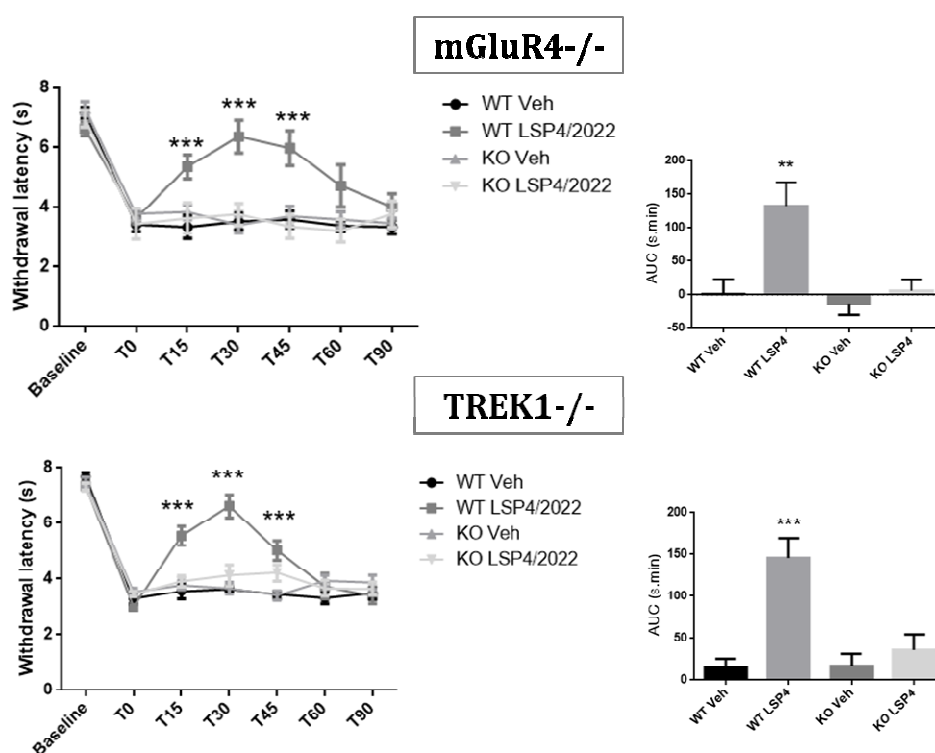 mGluR4-/-
Withdrawal latency (s)
8
6
4
2
0
***
***
***
Baseline
T0
T15
T30
T45
T60
T90
WT Veh
WT LSP4/2022
KO Veh
KO LSP4/2022
AUC (s.min)
200
150
100
50
0
-50
**
WT Veh
WT LSP4
KO Veh
KO LSP4
TREK1-/-
Withdrawal latency (s)
8
6
4
2
0
***
***
***
Baseline
T0
T15
T30
T45
T60
T90
WT Veh
WT LSP4/2022
KO Veh
KO LSP4/2022
AUC (s.min)
200
150
100
50
0
***
WT Veh
WT LSP4
KO Veh
KO LSP4